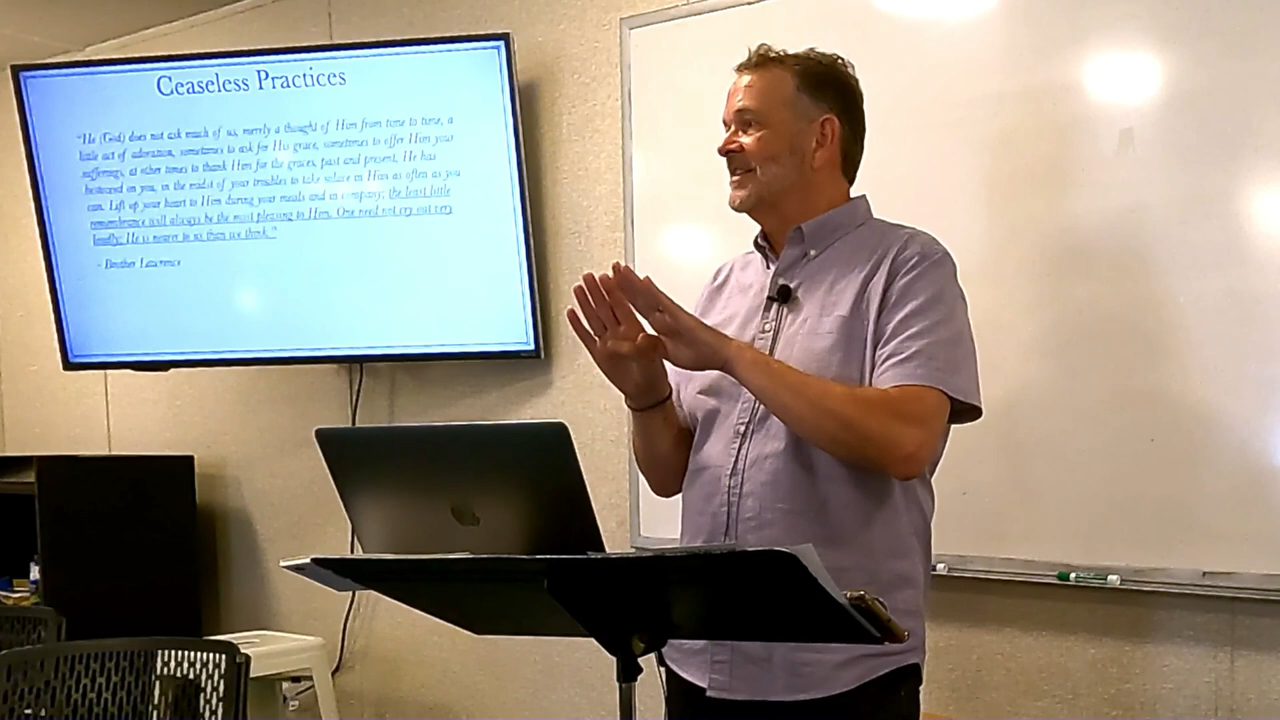 Ceaseless Practices
"He (God) does not ask much of us, merely a thought of Him from time to time, a
little act of adoration, sometimes to ask for His grace, sometimes to offer Him your
sufferings, at other times to thank Him for the graces, past and present, He has
bestowed on you, in the midst of your troubles to take solace in Him as often as you
can. Lift up your heart to Him during your meals and in company; the least little
remembrance will always be the most pleasing to Him. One need not cry out very
loudly; He is nearer to us than we think."
- Brother Lawrence